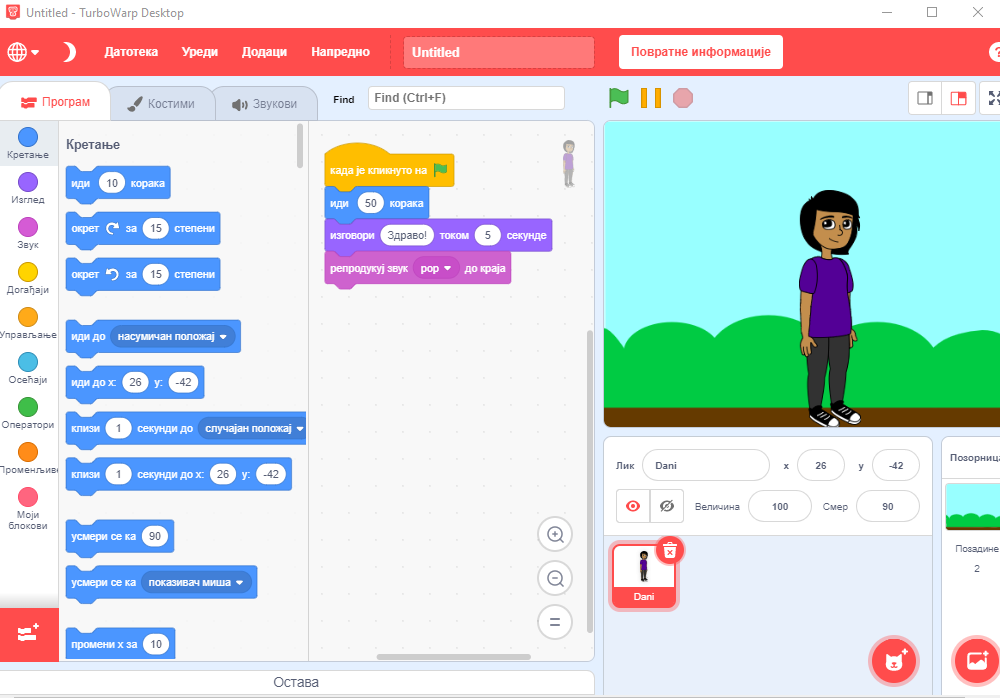 Untitled - TurboWarp Desktop
Датотека Уреди Додаци Напредно Untitled Повратне информације
Програм Костими Звукови Find Find (Ctrl+F)
Кретање
Изглед
Звук
Догађаји
Управљање
Осећаји
Оператори
Променљиве
Моји блокови
Кретање
иди 10 корака
окрет за 15 степени
окрет за 15 степени
иди до насумичан положај
иди до x: 26 y: -42
клизи 1 секунди до случајан положај
клизи 1 секунди до x: 26 y: -42
усмери се ка 90
усмери се ка показивач миша
промени x за 10
када је кликнуто на
иди 50 корака
изговори Здраво! током 5 секунде
репродукуј звук pop до краја
Остава
Лик Dani x 26 y -42
Величина 100 Смер 90
Dani
Позорница
Позадине
2